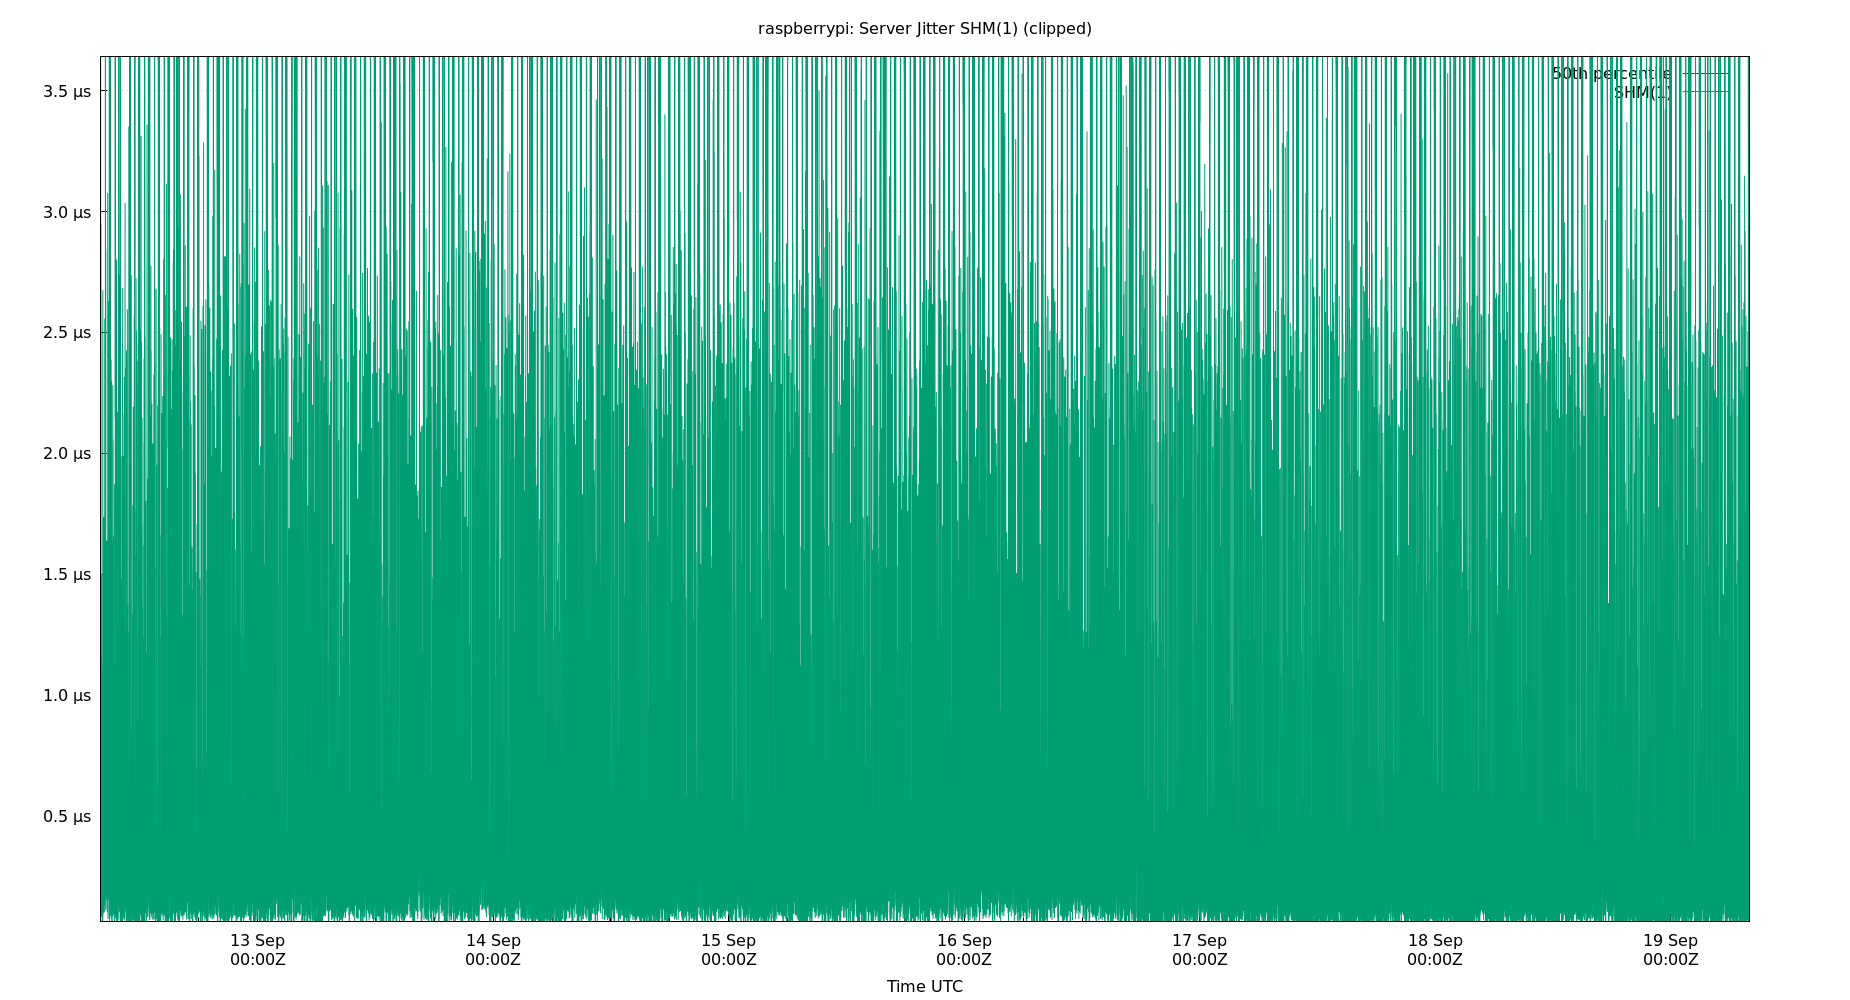 raspberrypi: Server Jitter SHM(1) (clipped)
50th percentile
SHM(1)
3.5 μs
3.0 μs
2.5 μs
2.0 μs
1.5 μs
1.0 μs
0.5 μs
13 Sep 14 Sep 15 Sep 16 Sep 17 Sep 18 Sep 19 Sep
00:00Z 00:00Z 00:00Z 00:00Z 00:00Z 00:00Z 00:00Z
Time UTC